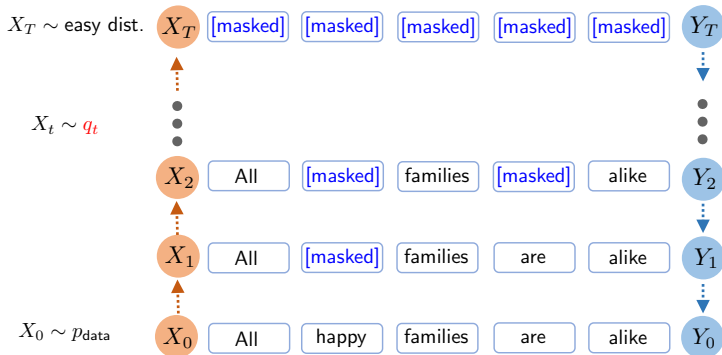 X_T ∼ easy dist. X_T [masked] [masked] [masked] [masked] [masked] Y_T
X_t ∼ q_t
X_2 All [masked] families [masked] alike Y_2
X_1 All [masked] families are alike Y_1
X_0 ∼ p_data X_0 All happy families are alike Y_0